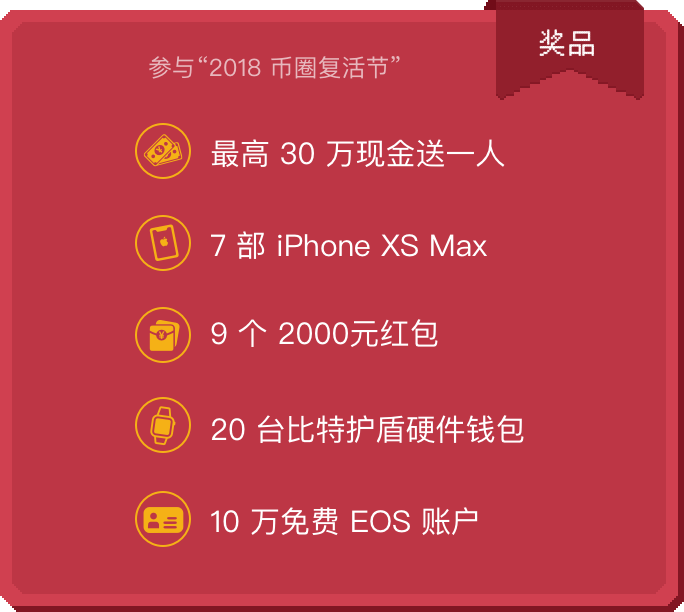 奖品
参与“2018 币圈复活节”
最高 30 万现金送一人
7 部 iPhone XS Max
9 个 2000元红包
20 台比特护盾硬件钱包
10 万免费 EOS 账户